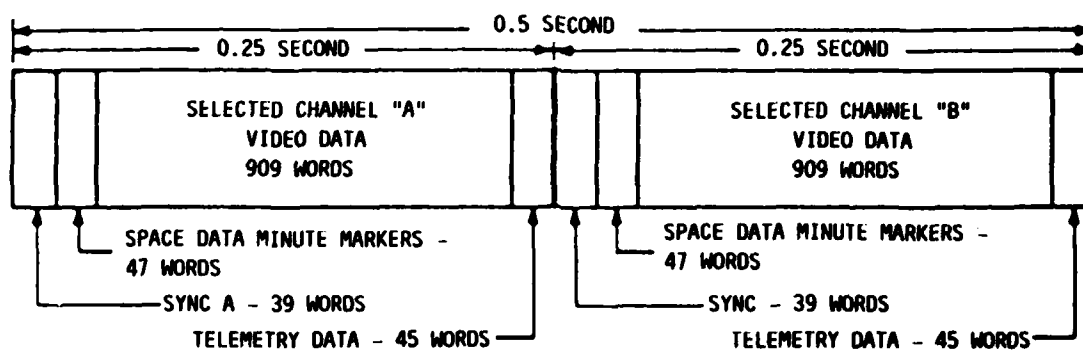 0.5 SECOND
0.25 SECOND
0.25 SECOND
SELECTED CHANNEL "A"
VIDEO DATA
909 WORDS
SELECTED CHANNEL "B"
VIDEO DATA
909 WORDS
SPACE DATA MINUTE MARKERS -
47 WORDS
SPACE DATA MINUTE MARKERS -
47 WORDS
SYNC A - 39 WORDS
SYNC - 39 WORDS
TELEMETRY DATA - 45 WORDS
TELEMETRY DATA - 45 WORDS